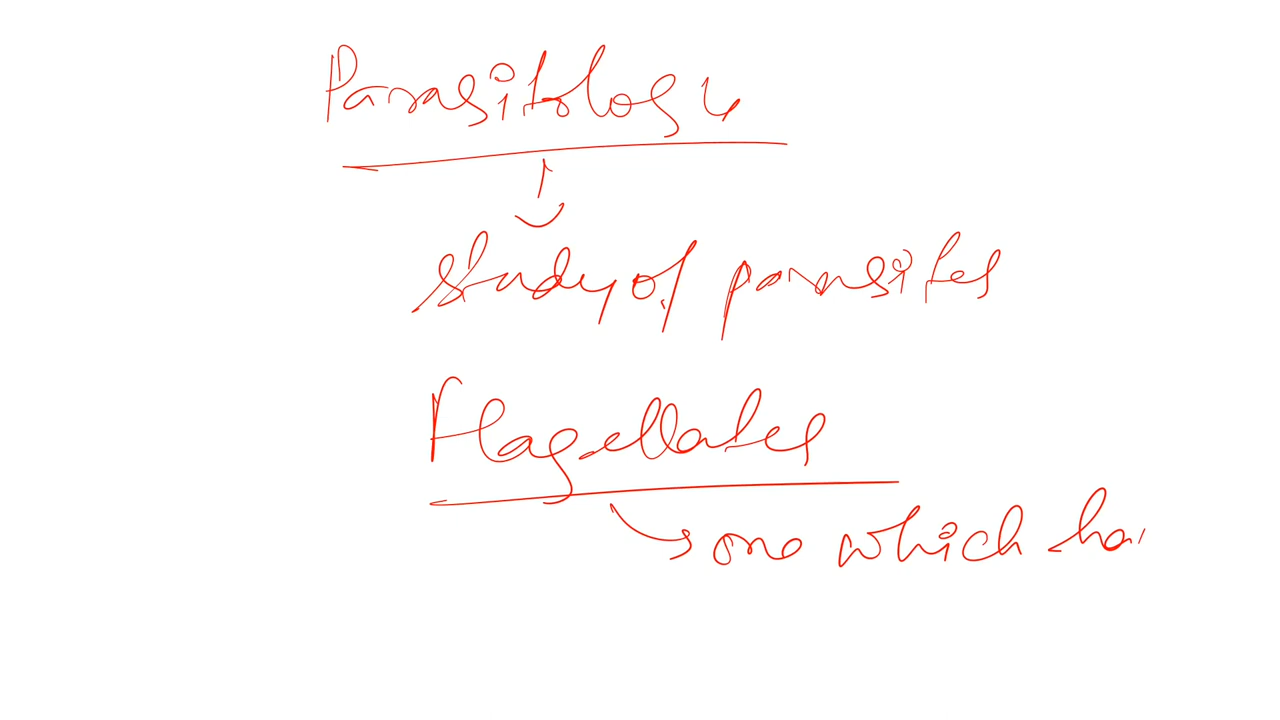 Parasitology
study of parasites
Flagellates
one which ha